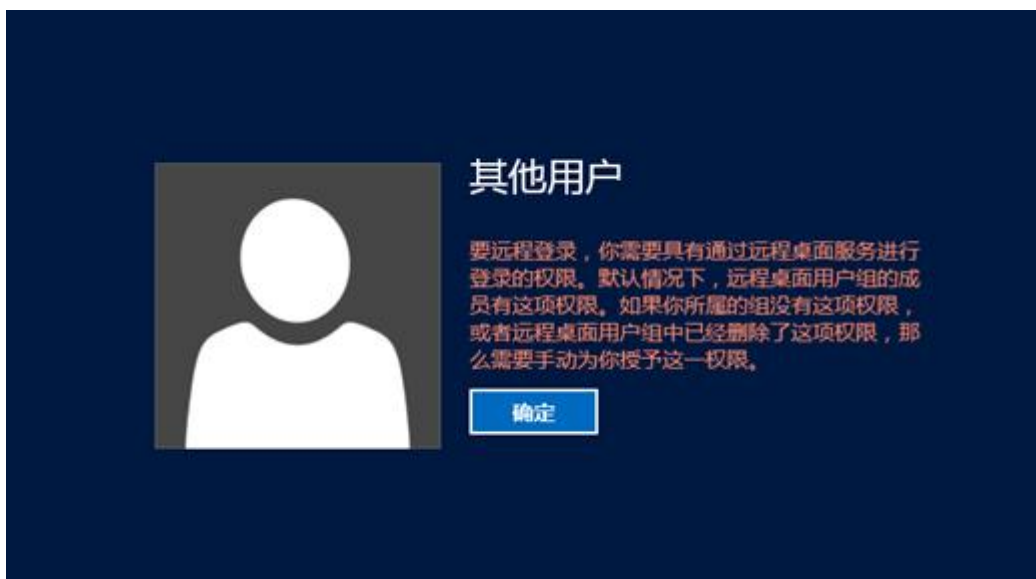 其他用户
要远程登录，你需要具有通过远程桌面服务进行
登录的权限。默认情况下，远程桌面用户组的成
员有这项权限。如果你所属的组没有这项权限，
或者远程桌面用户组中已经删除了这项权限，那
么需要手动为你授予这一权限。
确定